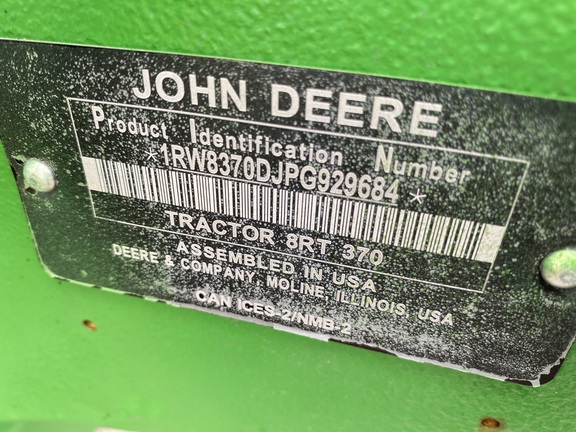 JOHN DEERE
Product Identification Number
*1RW8370DJPG929684*
TRACTOR 8RT 370
ASSEMBLED IN USA
DEERE & COMPANY, MOLINE, ILLINOIS, USA
CAN ICES-2/NMB-2